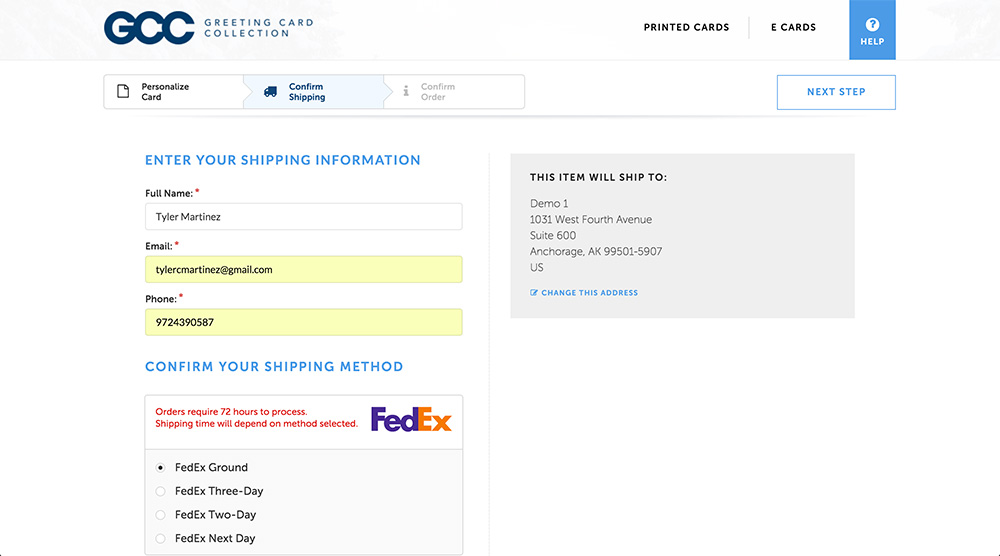 GCC GREETING CARD
COLLECTION
PRINTED CARDS
E CARDS
?
HELP
Personalize
Card
Confirm
Shipping
i
Confirm
Order
NEXT STEP
ENTER YOUR SHIPPING INFORMATION
Full Name: *
Tyler Martinez
Email: *
tylercmartinez@gmail.com
Phone: *
9724390587
CONFIRM YOUR SHIPPING METHOD
Orders require 72 hours to process.
Shipping time will depend on method selected.
FedEx
FedEx Ground
FedEx Three-Day
FedEx Two-Day
FedEx Next Day
THIS ITEM WILL SHIP TO:
Demo 1
1031 West Fourth Avenue
Suite 600
Anchorage, AK 99501-5907
US
CHANGE THIS ADDRESS